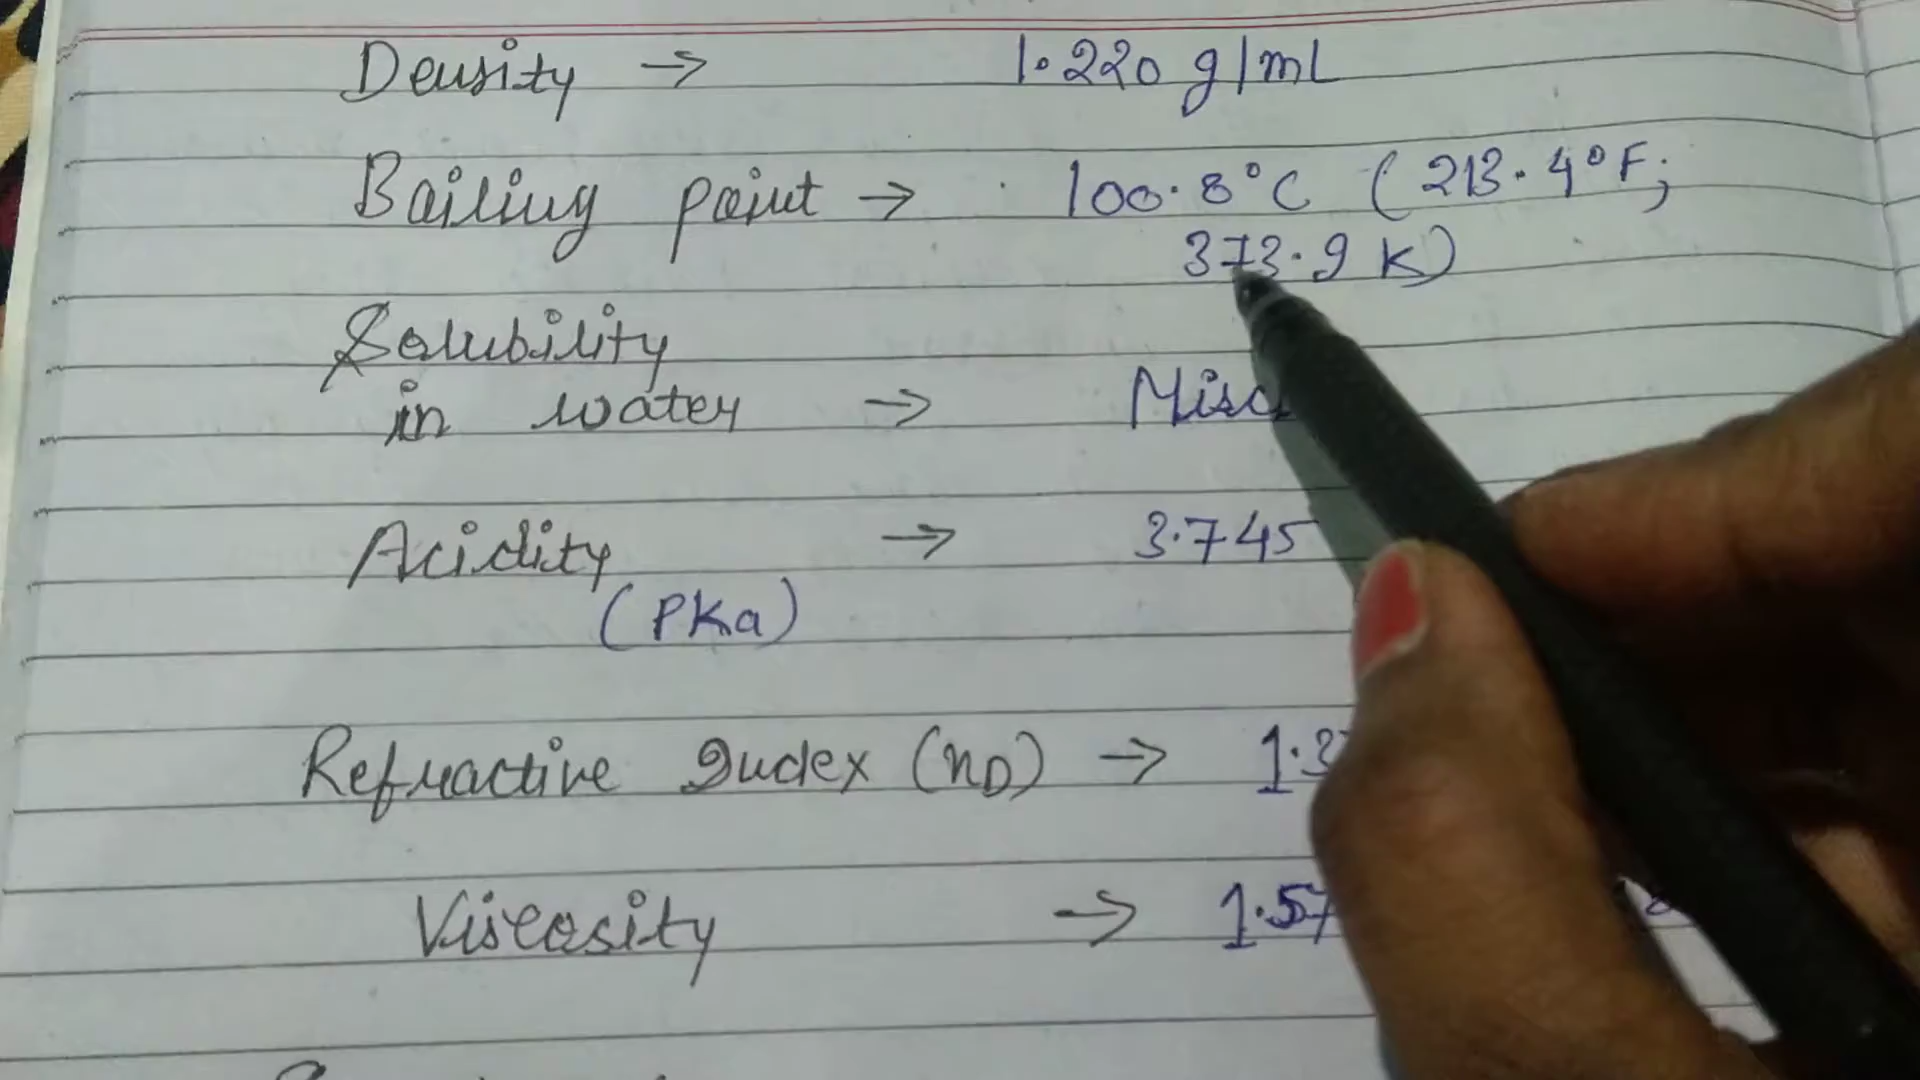 Density → 1.220 g/mL
Boiling point → 100.8°C (213.4°F;
373.9 K)
Solubility
in water →
Acidity → 3.745
(PKa)
Refractive Index (nD) →
Viscosity →